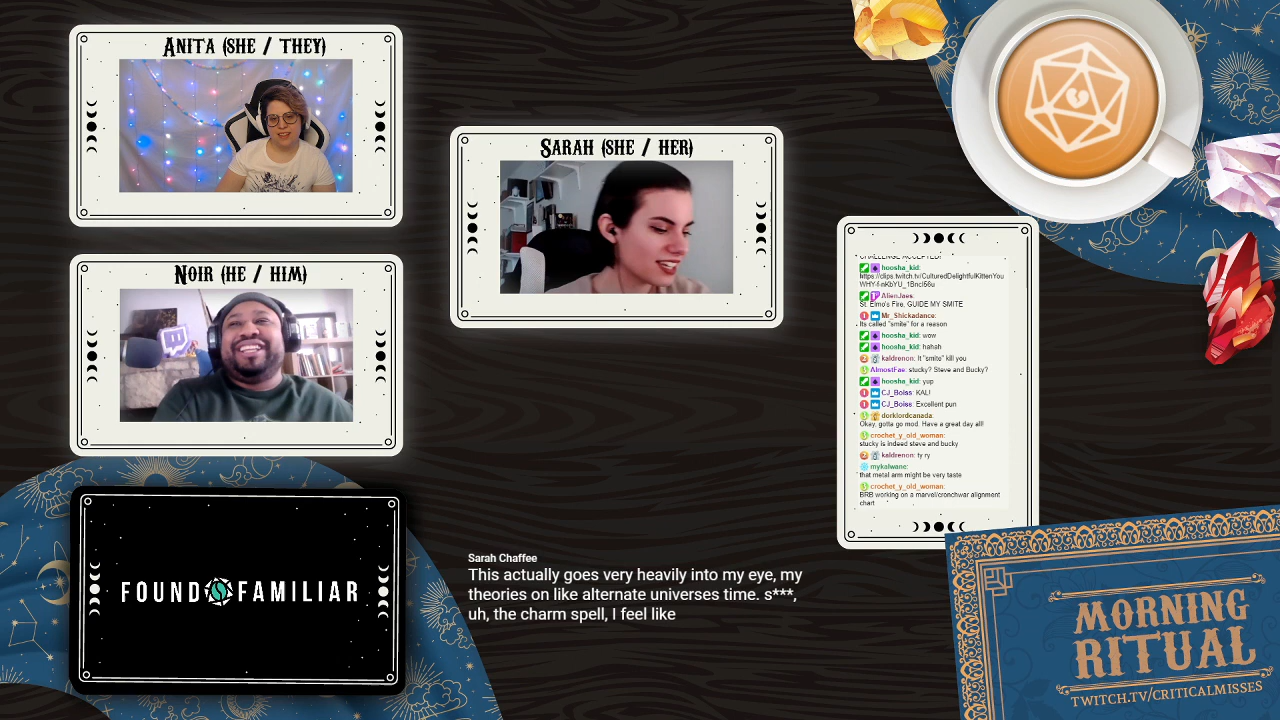 ANITA (SHE / THEY)
SARAH (SHE / HER)
NOIR (HE / HIM)
CHALLENGE ACCEPTED!
hoosha_kid:
AlienJaes:
St. Elmo's Fire, GUIDE MY SMITE
Mr_Shickadance:
Its called "smite" for a reason
hoosha_kid: wow
hoosha_kid: hahah
kaldrenon: It "smite" kill you
AlmostFae: stucky? Steve and Bucky?
hoosha_kid: yup
CJ_Boiss: KAL!
CJ_Boiss: Excellent pun
dorklordcanada:
Okay, gotta go mod. Have a great day all!
crochet_y_old_woman:
stucky is indeed steve and bucky
kaldrenon: ty ry
mykalwane:
that metal arm might be very taste
crochet_y_old_woman:
BRB working on a marvel/cronchwar alignment
chart
FOUND FAMILIAR
Sarah Chaffee
This actually goes very heavily into my eye, my
theories on like alternate universes time. s***,
uh, the charm spell, I feel like
MORNING
RITUAL
TWITCH.TV/CRITICALMISSES